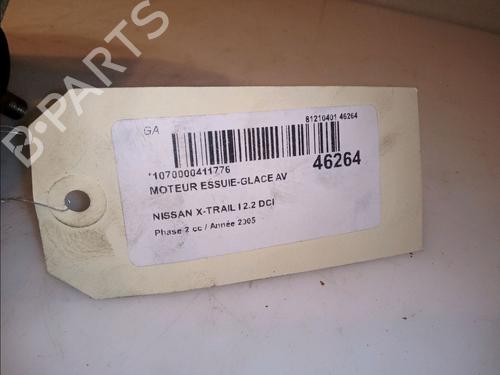 GA
81210401 46264
*1070000411776
46264
MOTEUR ESSUIE-GLACE AV
NISSAN X-TRAIL I 2.2 DCI
Phase 2 cc / Année 2005
B-PARTS